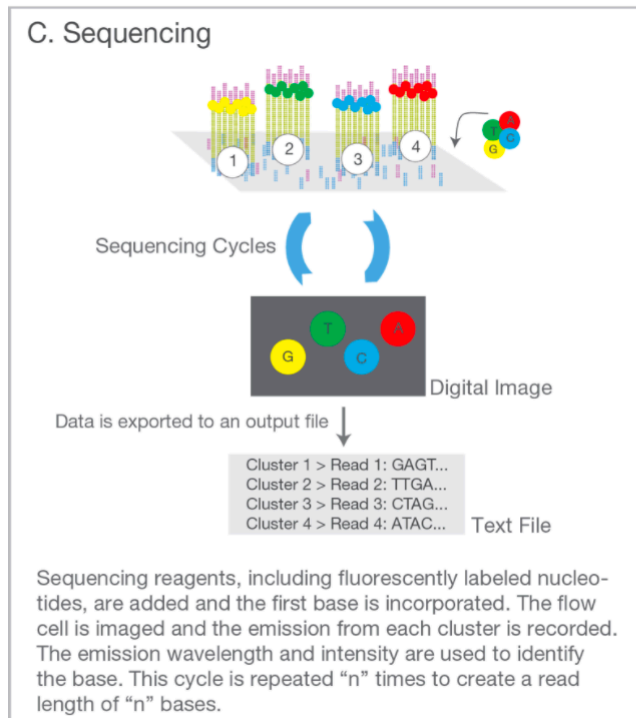 C. Sequencing
1
2
3
4
A
T
C
G
Sequencing Cycles
T
A
G
C
Digital Image
Data is exported to an output file
Cluster 1 > Read 1: GAGT...
Cluster 2 > Read 2: TTGA...
Cluster 3 > Read 3: CTAG...
Cluster 4 > Read 4: ATAC...
Text File
Sequencing reagents, including fluorescently labeled nucleo-
tides, are added and the first base is incorporated. The flow
cell is imaged and the emission from each cluster is recorded.
The emission wavelength and intensity are used to identify
the base. This cycle is repeated “n” times to create a read
length of “n” bases.